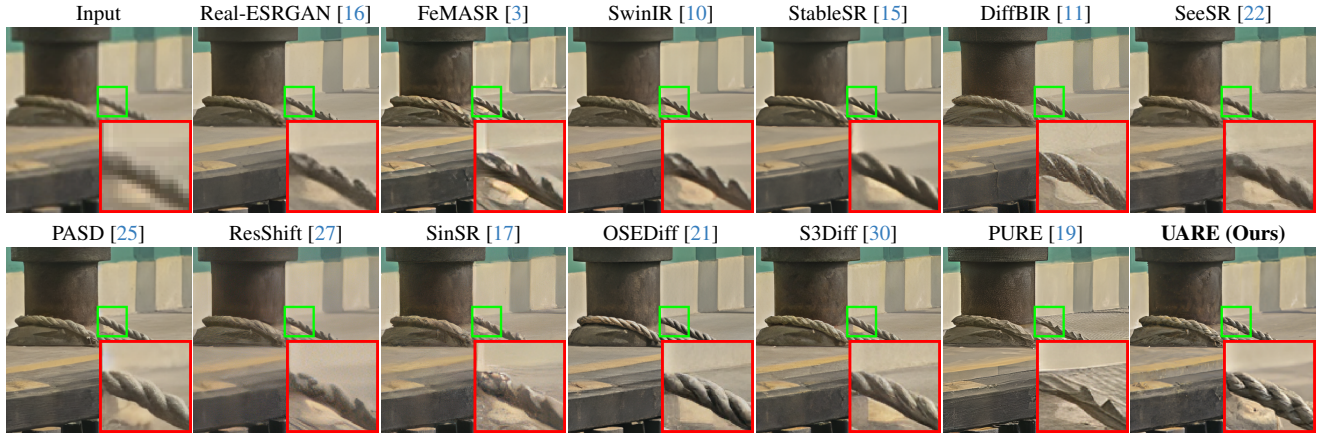 Input Real-ESRGAN [16] FeMASR [3] SwinIR [10] StableSR [15] DiffBIR [11] SeeSR [22]
PASD [25] ResShift [27] SinSR [17] OSEDiff [21] S3Diff [30] PURE [19] UARE (Ours)